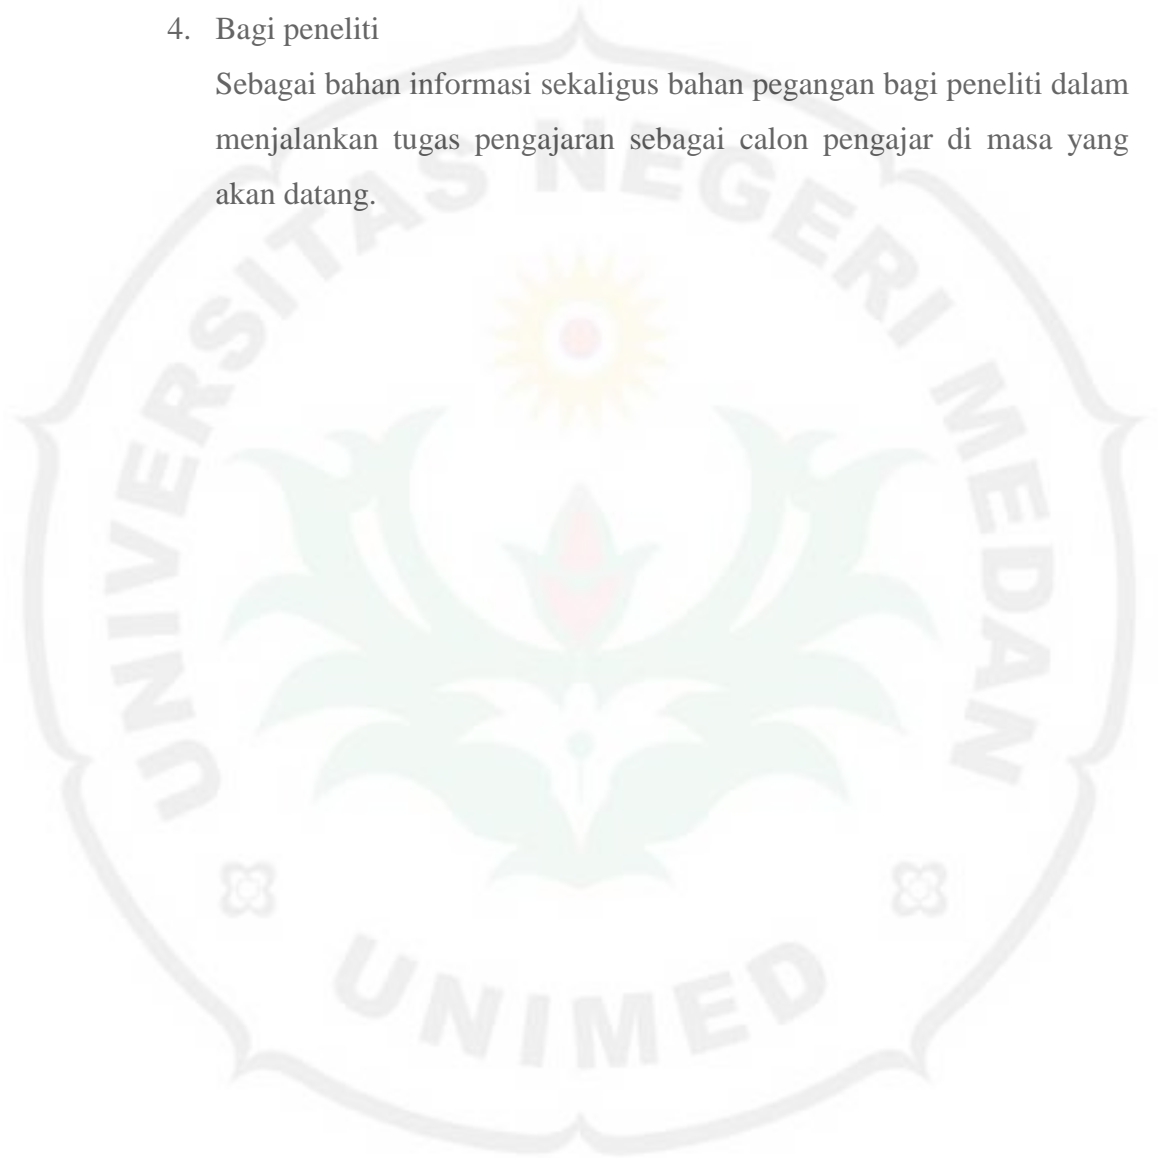 4. Bagi peneliti
Sebagai bahan informasi sekaligus bahan pegangan bagi peneliti dalam
menjalankan tugas pengajaran sebagai calon pengajar di masa yang
akan datang.
UNIVERSITAS NEGERI MEDAN
UNIMED